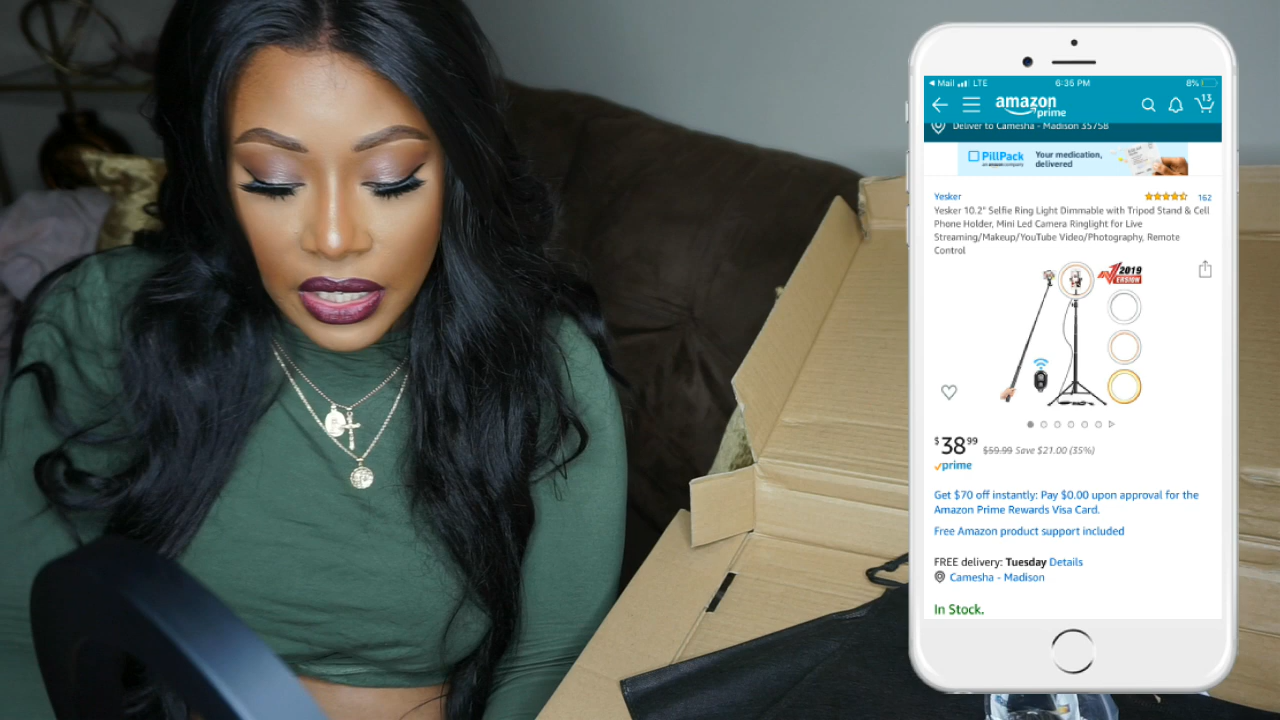 Mail LTE 6:35 PM 8%
amazon prime 13
Deliver to Camesha - Madison 35758
PillPack
an amazon company
Your medication,
delivered
Yesker 162
Yesker 10.2" Selfie Ring Light Dimmable with Tripod Stand & Cell
Phone Holder, Mini Led Camera Ringlight for Live
Streaming/Makeup/YouTube Video/Photography, Remote
Control
2019
VERSION
$38 99 $59.99 Save $21.00 (35%)
prime
Get $70 off instantly: Pay $0.00 upon approval for the
Amazon Prime Rewards Visa Card.
Free Amazon product support included
FREE delivery: Tuesday Details
Camesha - Madison
In Stock.